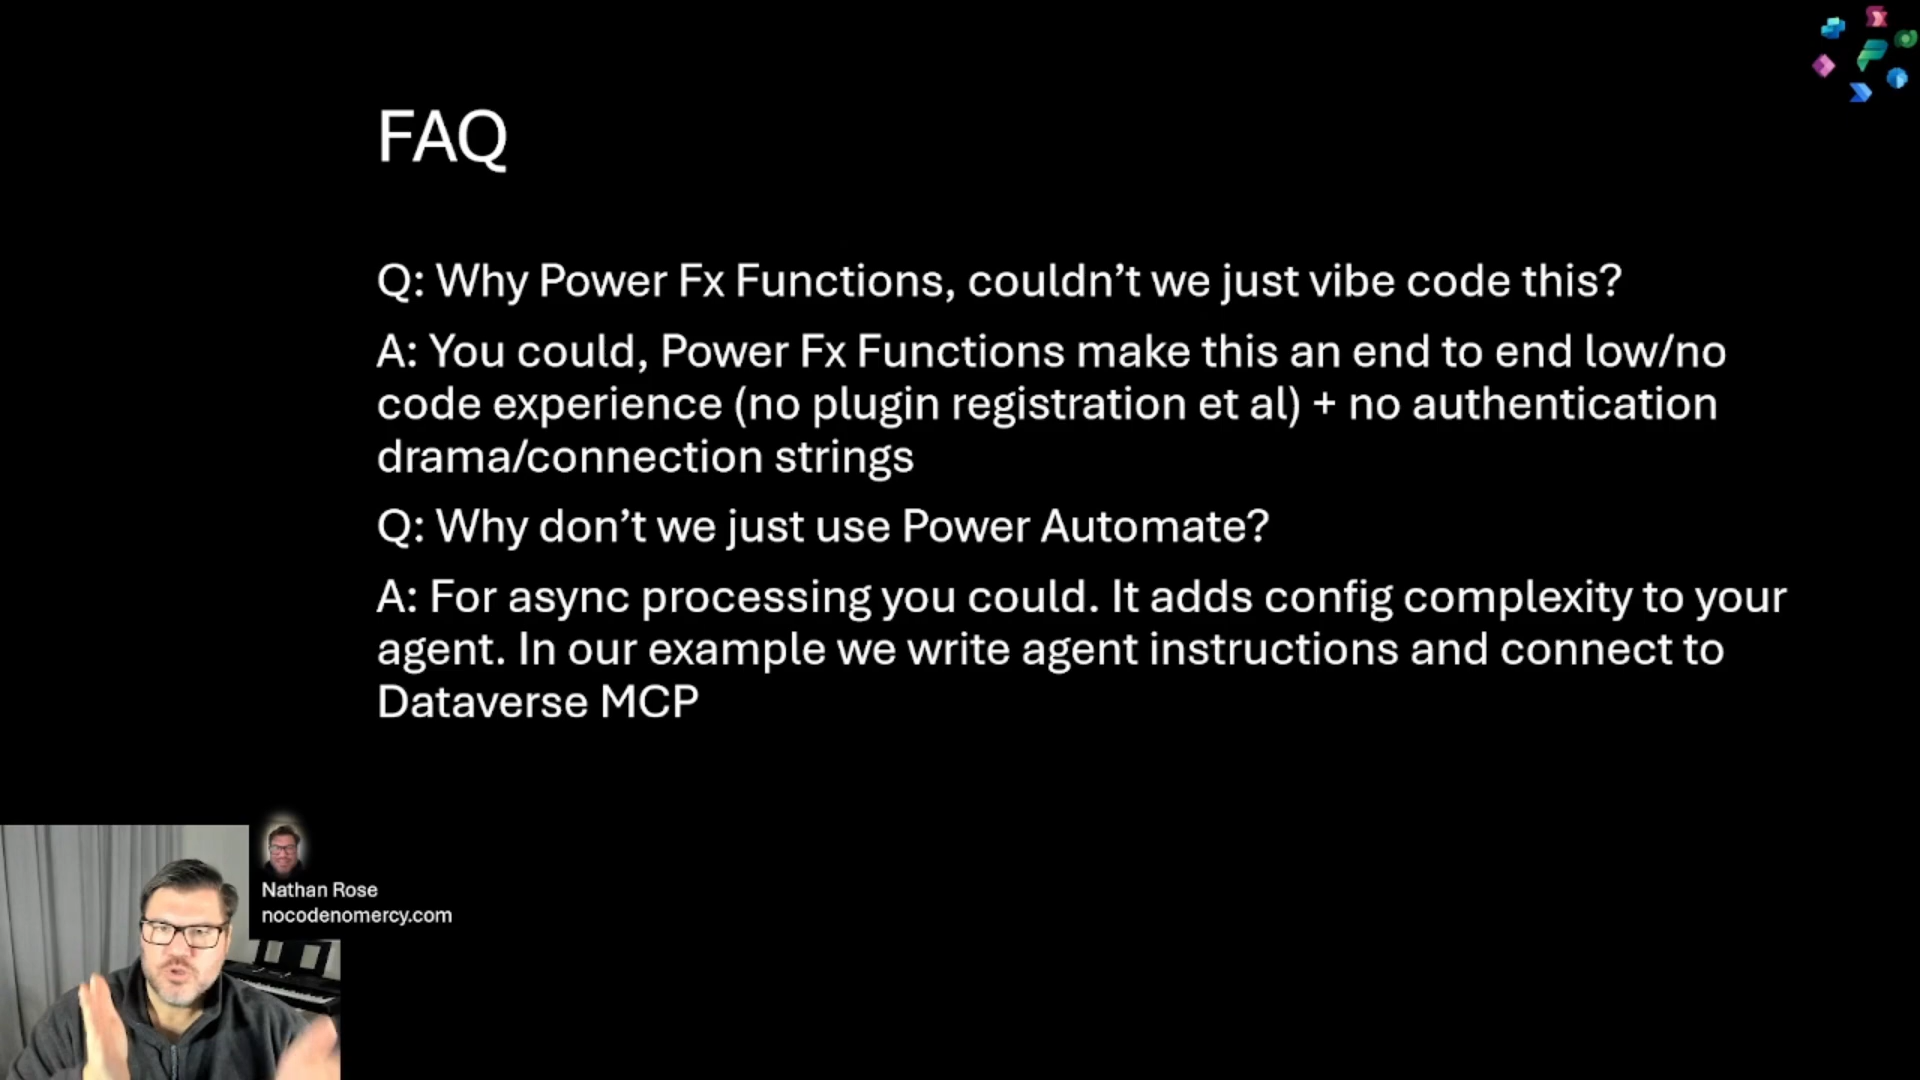 FAQ
Q: Why Power Fx Functions, couldn’t we just vibe code this?
A: You could, Power Fx Functions make this an end to end low/no
code experience (no plugin registration et al) + no authentication
drama/connection strings
Q: Why don’t we just use Power Automate?
A: For async processing you could. It adds config complexity to your
agent. In our example we write agent instructions and connect to
Dataverse MCP
Nathan Rose
nocodenomercy.com